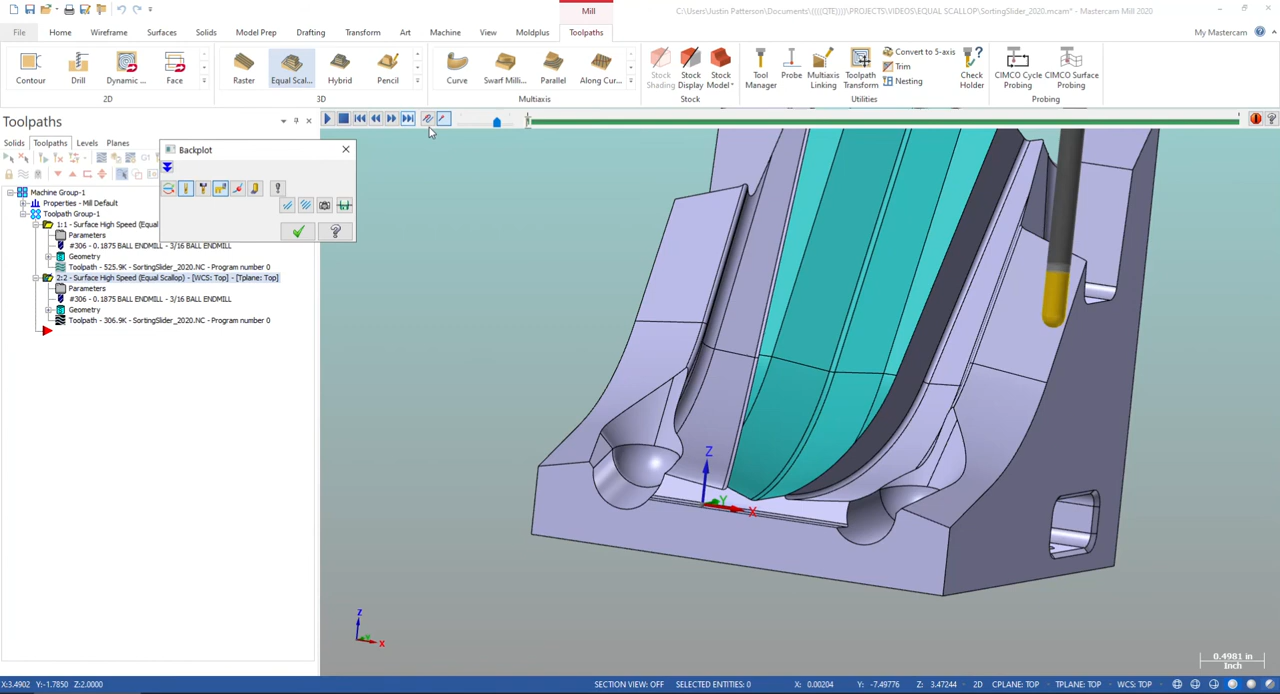 Mill
C:\Users\Justin Patterson\Documents\((((QTE))))\PROJECTS\VIDEOS\EQUAL SCALLOP\SortingSlider_2020.mcam* - Mastercam Mill 2020
File Home Wireframe Surfaces Solids Model Prep Drafting Transform Art Machine View Moldplus Toolpaths My Mastercam
Contour Drill Dynamic ... Face
2D
Raster Equal Scal... Hybrid Pencil
3D
Curve Swarf Milli... Parallel Along Cur...
Multiaxis
Stock Shading Stock Display Stock Model
Stock
Tool Manager Probe Multiaxis Linking Toolpath Transform Convert to 5-axis Trim Nesting Check Holder
Utilities
CIMCO Cycle Probing CIMCO Surface Probing
Probing
Toolpaths
Solids Toolpaths Levels Planes
G1
Backplot
Machine Group-1
Properties - Mill Default
Toolpath Group-1
1:1 - Surface High Speed (Equal
Parameters
#306 - 0.1875 BALL ENDMILL - 3/16 BALL ENDMILL
Geometry
Toolpath - 525.9K - SortingSlider_2020.NC - Program number 0
2:2 - Surface High Speed (Equal Scallop) - [WCS: Top] - [Tplane: Top]
Parameters
#306 - 0.1875 BALL ENDMILL - 3/16 BALL ENDMILL
Geometry
Toolpath - 306.9K - SortingSlider_2020.NC - Program number 0
Z
Y
X
Z
Y
X
0.4981 in
Inch
X:3.4902 Y:-1.7850 Z:2.0000 SECTION VIEW: OFF SELECTED ENTITIES: 0 X: 0.00204 Y: -7.49776 Z: 3.47244 2D CPLANE: TOP TPLANE: TOP WCS: TOP